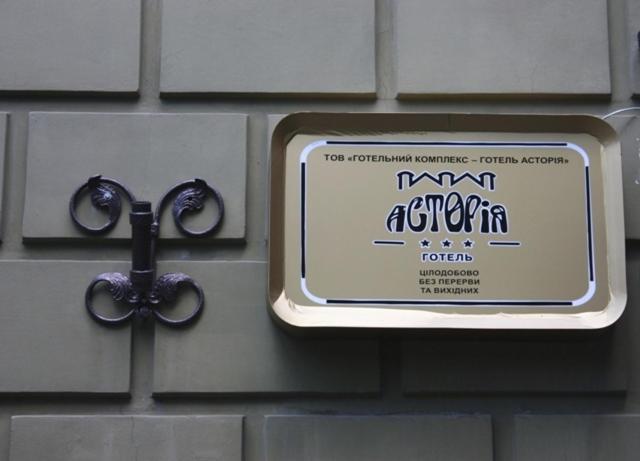 ТОВ «ГОТЕЛЬНИЙ КОМПЛЕКС – ГОТЕЛЬ АСТОРІЯ»
АСТОРІЯ
ГОТЕЛЬ
ЦІЛОДОБОВО
БЕЗ ПЕРЕРВИ
ТА ВИХІДНИХ